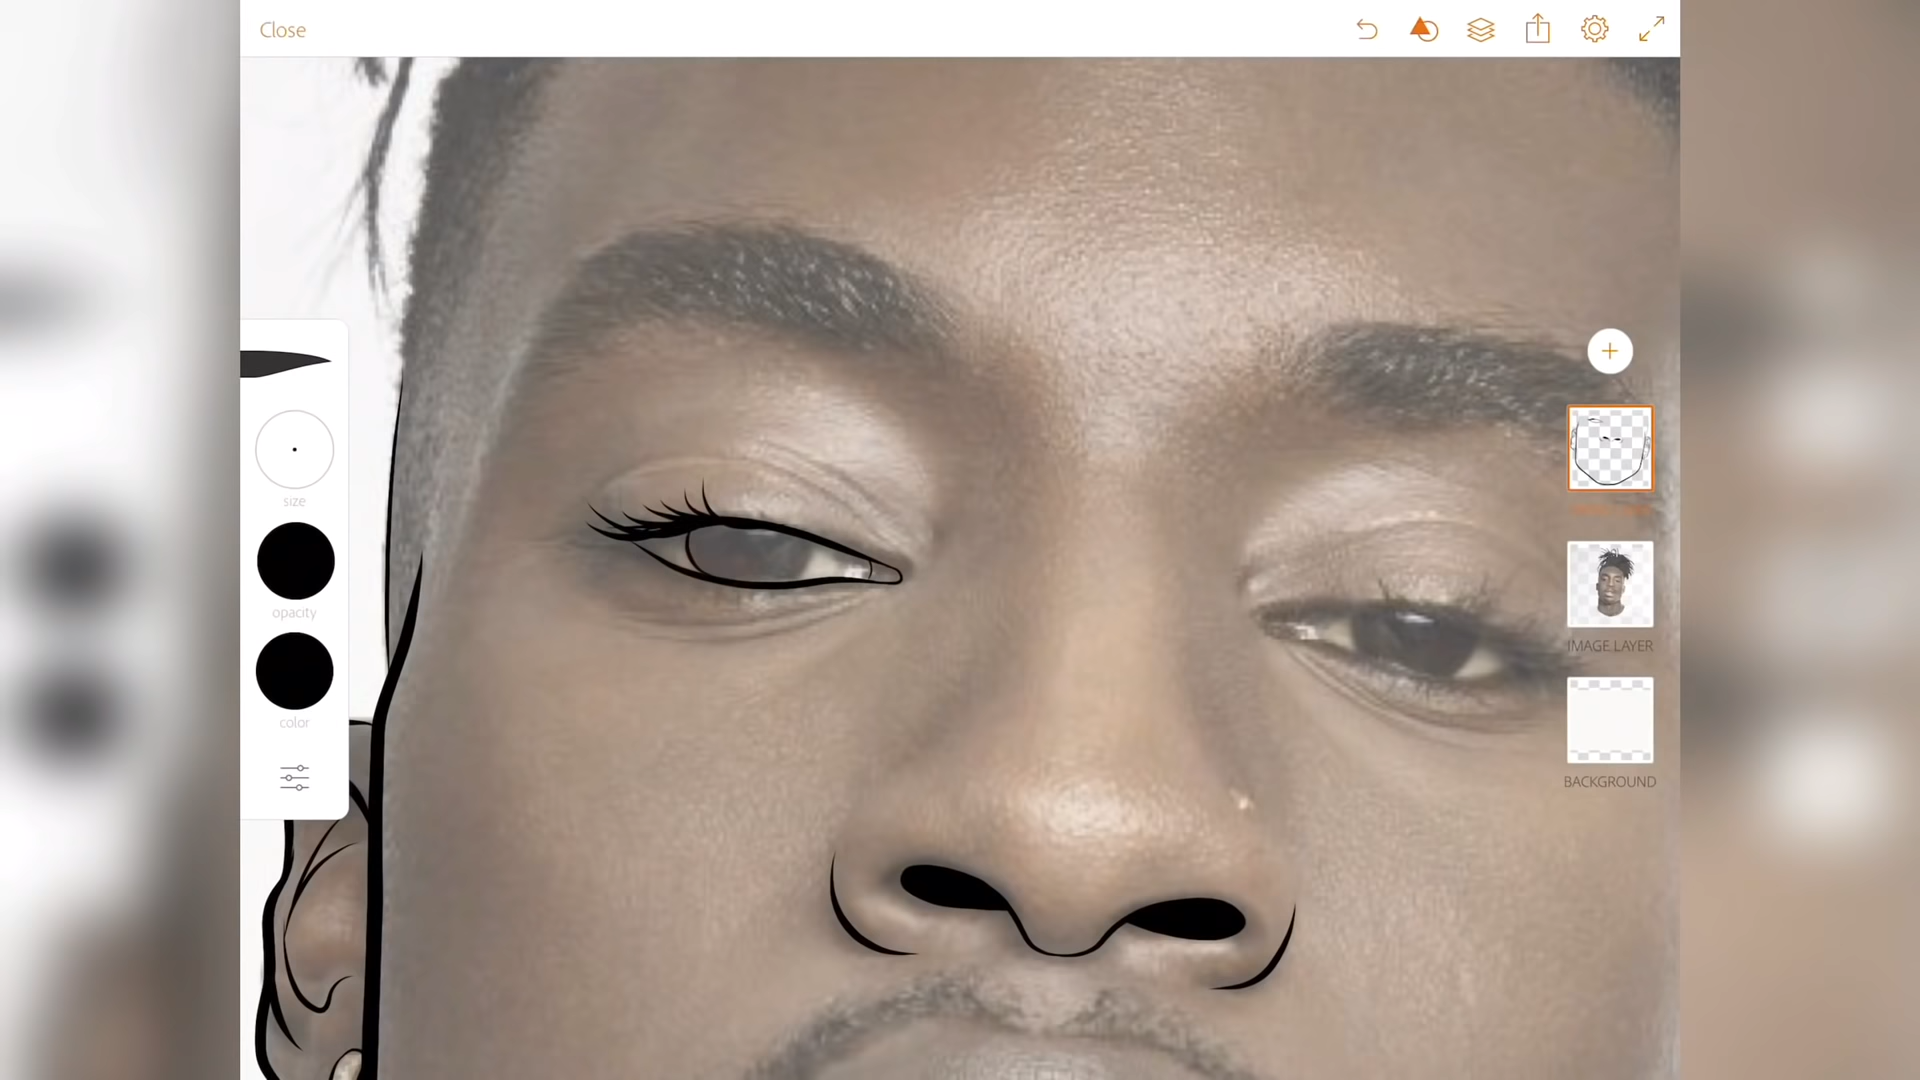 Close
size
opacity
color
IMAGE LAYER
BACKGROUND